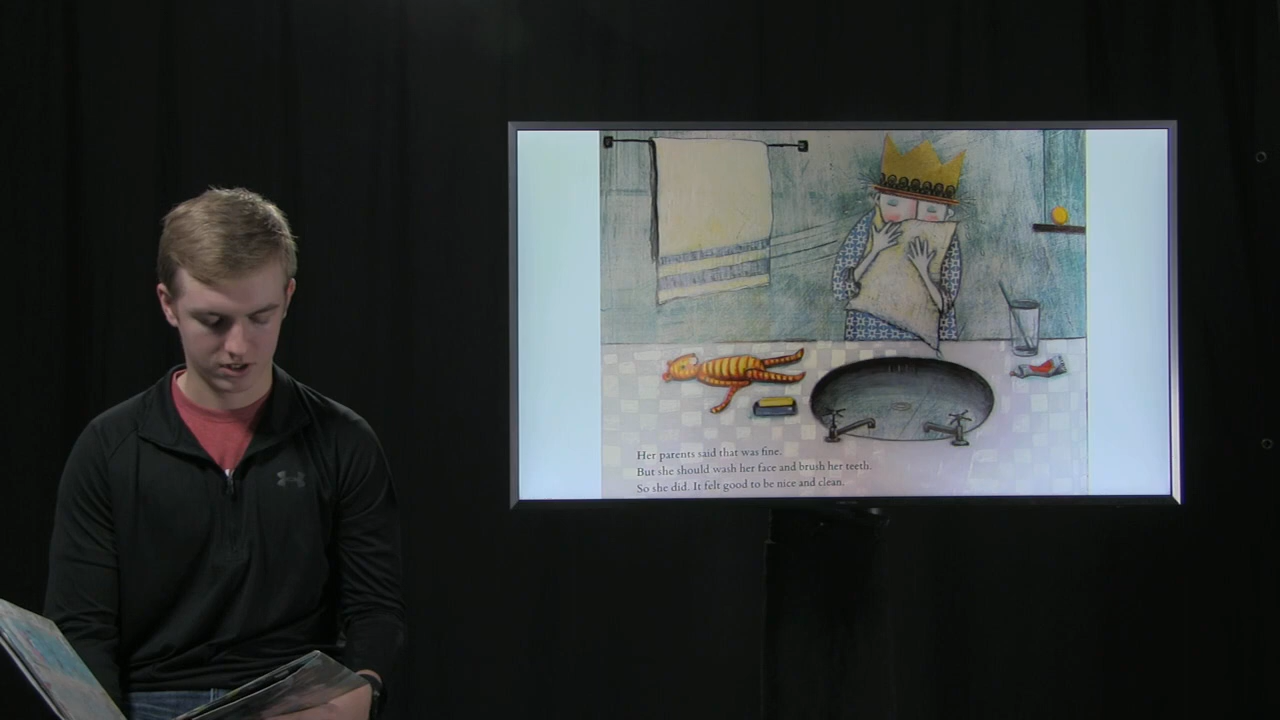 Her parents said that was fine.
But she should wash her face and brush her teeth.
So she did. It felt good to be nice and clean.